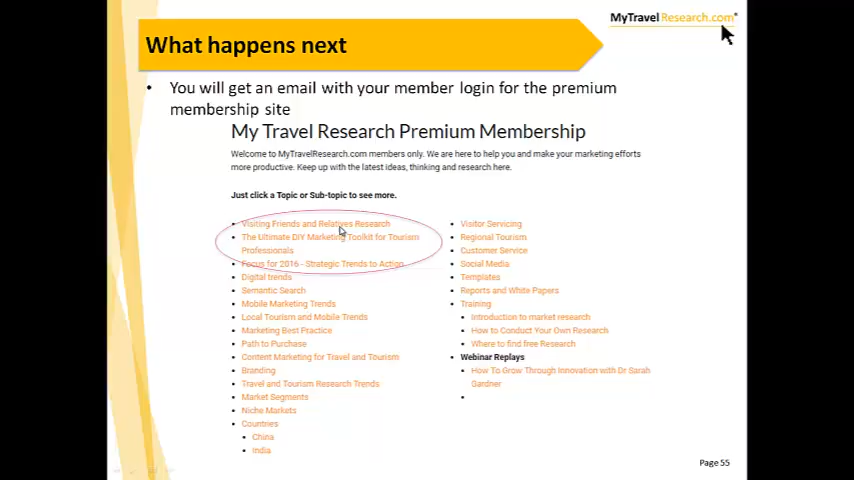 MyTravelResearch.com
What happens next
• You will get an email with your member login for the premium
membership site
My Travel Research Premium Membership
Welcome to MyTravelResearch.com members only. We are here to help you and make your marketing efforts
more productive. Keep up with the latest ideas, thinking and research here.
Just click a Topic or Sub-topic to see more.
• Visiting Friends and Relatives Research
• The Ultimate DIY Marketing Toolkit for Tourism
Professionals
• Focus for 2016 - Strategic Trends to Action
• Digital trends
• Semantic Search
• Mobile Marketing Trends
• Local Tourism and Mobile Trends
• Marketing Best Practice
• Path to Purchase
• Content Marketing for Travel and Tourism
• Branding
• Travel and Tourism Research Trends
• Market Segments
• Niche Markets
• Countries
• China
• India
• Visitor Servicing
• Regional Tourism
• Customer Service
• Social Media
• Templates
• Reports and White Papers
• Training
• Introduction to market research
• How to Conduct Your Own Research
• Where to find free Research
• Webinar Replays
• How To Grow Through Innovation with Dr Sarah
Gardner
Page 55